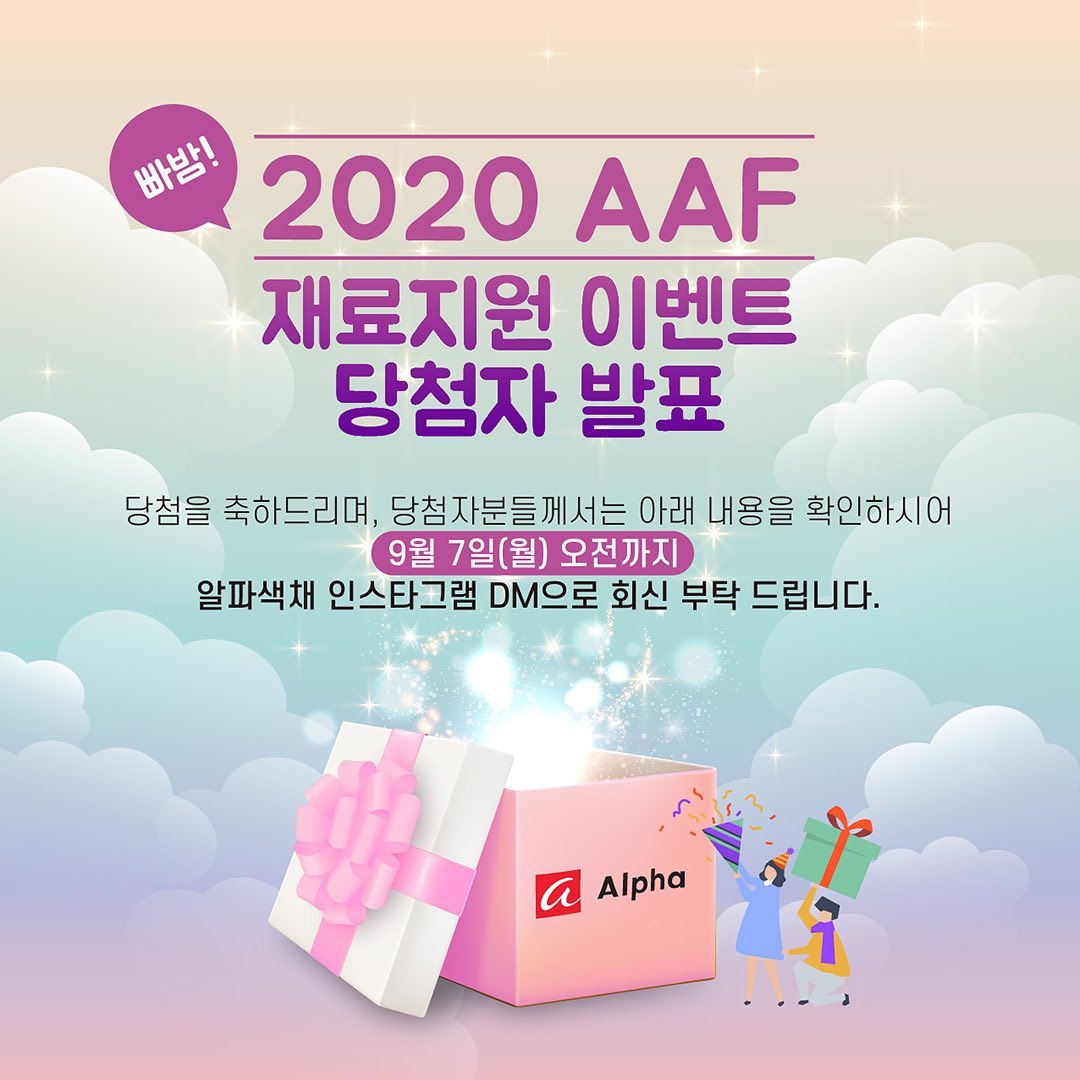 빠밤!
2020 AAF
재료지원 이벤트
당첨자 발표
당첨을 축하드리며, 당첨자분들께서는 아래 내용을 확인하시어
9월 7일(월) 오전까지
알파색채 인스타그램 DM으로 회신 부탁 드립니다.
a Alpha